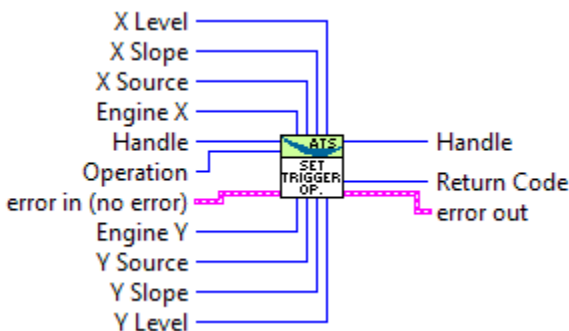 X Level
X Slope
X Source
Engine X
Handle
Operation
error in (no error)
Engine Y
Y Source
Y Slope
Y Level
ATS
SET
TRIGGER
OP.
Handle
Return Code
error out